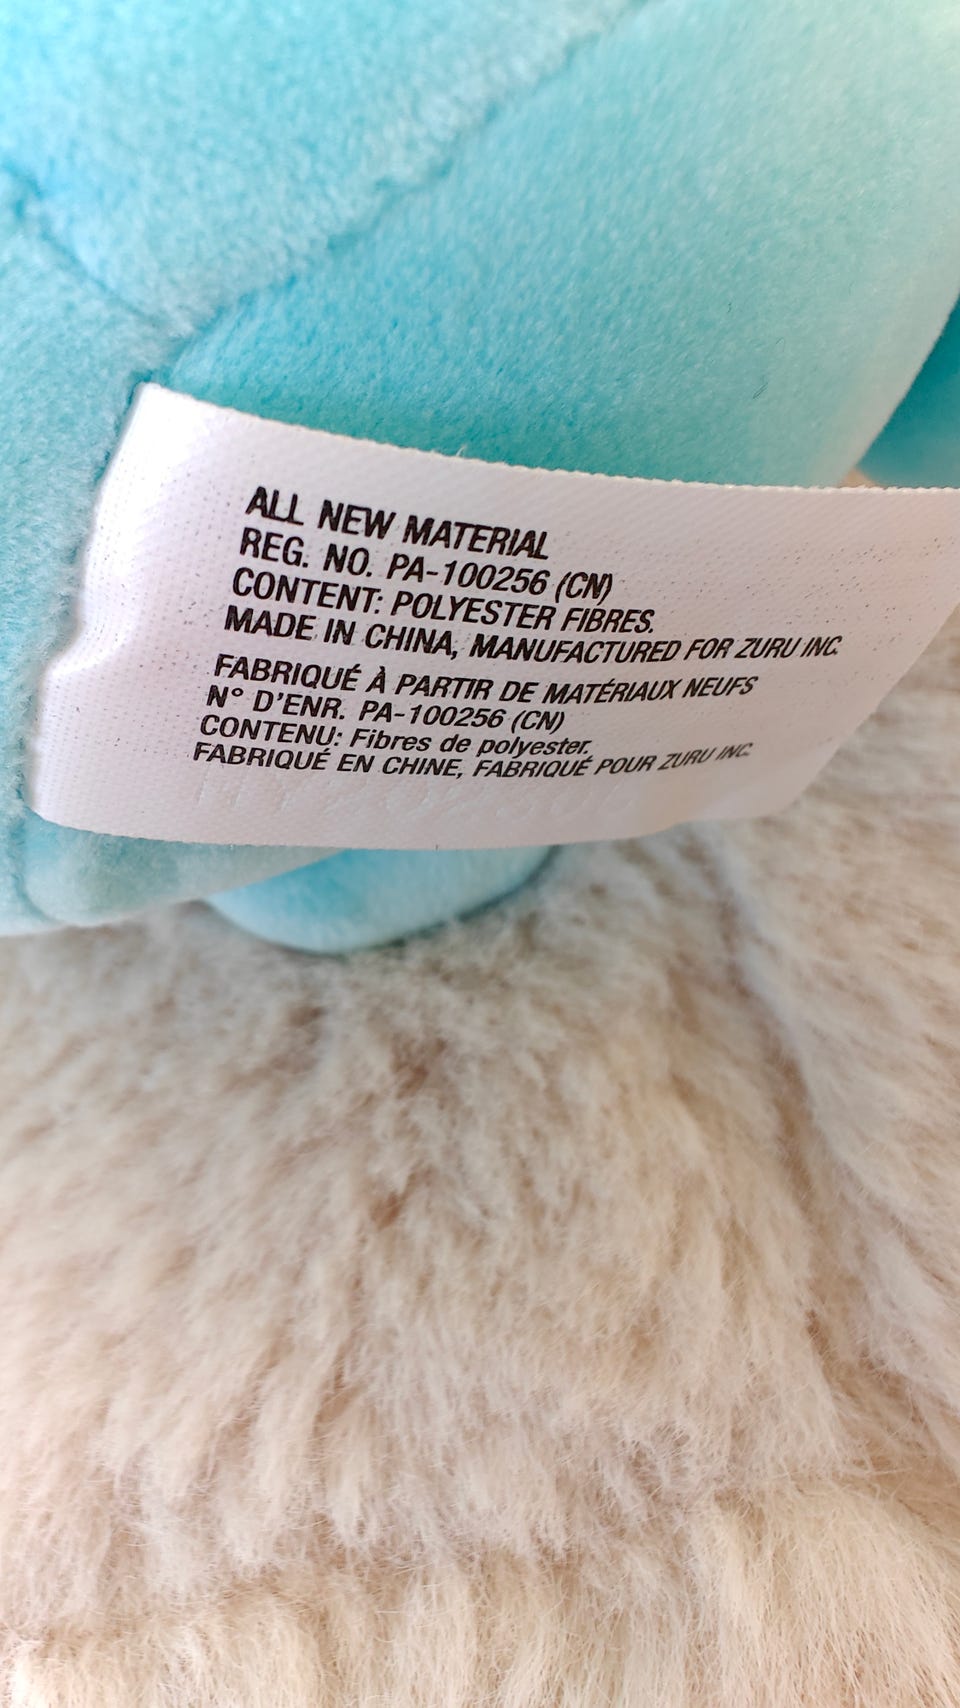 ALL NEW MATERIAL
REG. NO. PA-100256 (CN)
CONTENT: POLYESTER FIBRES.
MADE IN CHINA, MANUFACTURED FOR ZURU INC.
FABRIQUÉ À PARTIR DE MATÉRIAUX NEUFS
N° D'ENR. PA-100256 (CN)
CONTENU: Fibres de polyester.
FABRIQUÉ EN CHINE, FABRIQUÉ POUR ZURU INC.